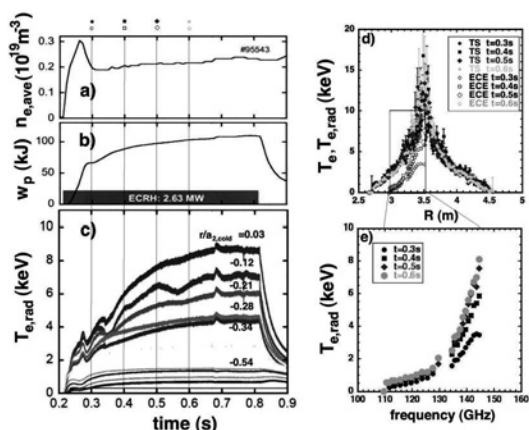 #95543
n_e,ave (10^19 m^-3)
0.3
0.2
0.1
0
a)
w_p (kJ)
100
50
0
b)
ECRH: 2.63 MW
T_e,rad (keV)
10
8
6
4
2
0
c)
r/a_2,cold =0.03
-0.12
-0.21
-0.28
-0.34
-0.54
0.2 0.3 0.4 0.5 0.6 0.7 0.8 0.9
time (s)
T_e, T_e,rad (keV)
20
15
10
5
0
d)
TS t=0.3s
TS t=0.4s
TS t=0.5s
TS t=0.6s
ECE t=0.3s
ECE t=0.4s
ECE t=0.5s
ECE t=0.6s
2.5 3 3.5 4 4.5 5
R (m)
T_e,rad (keV)
10
8
6
4
2
0
e)
t=0.3s
t=0.4s
t=0.5s
t=0.6s
100 110 120 130 140 150 160
frequency (GHz)